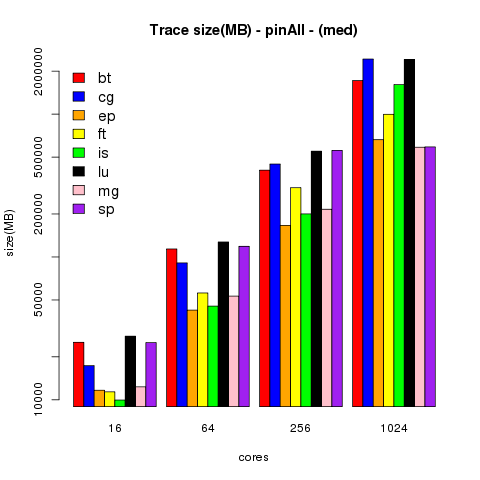 Trace size(MB) - pinAll - (med)
size(MB)
2000000
500000
200000
50000
10000
bt
cg
ep
ft
is
lu
mg
sp
16 64 256 1024
cores